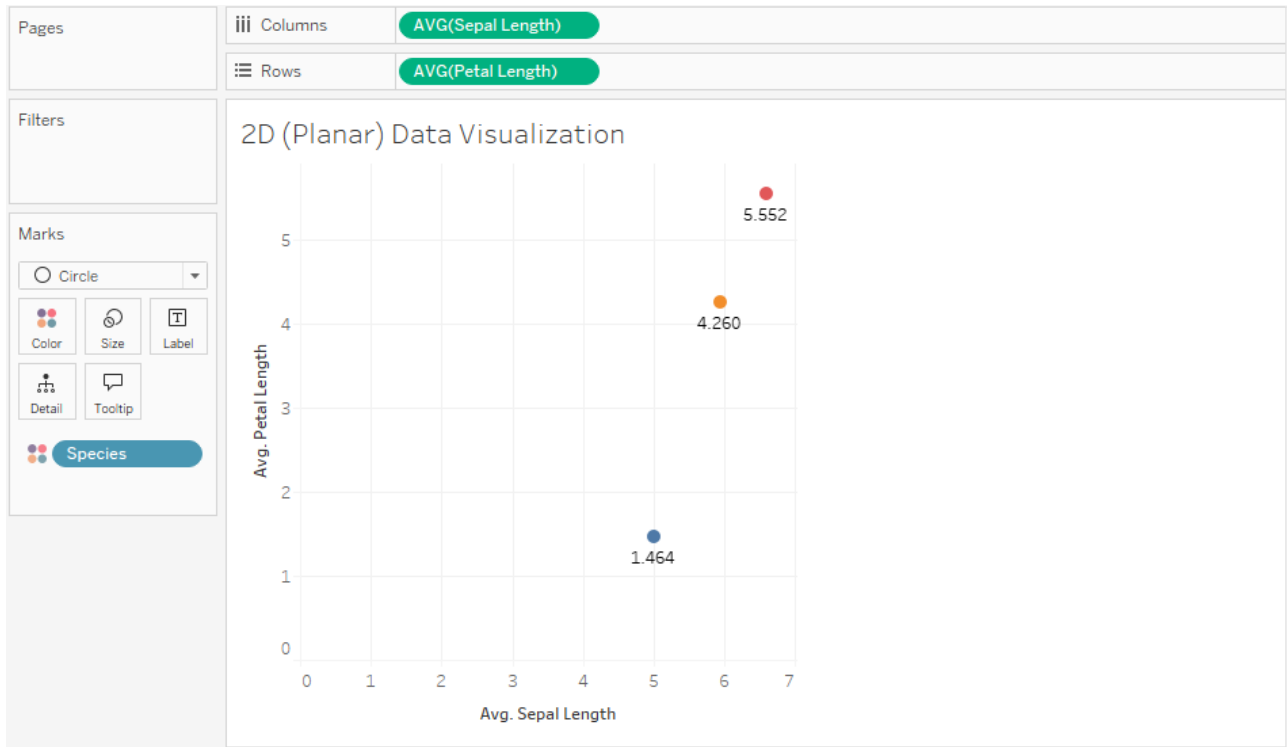 Pages
Columns
AVG(Sepal Length)
Rows
AVG(Petal Length)
Filters
Marks
Circle
Color
Size
Label
Detail
Tooltip
Species
2D (Planar) Data Visualization
5.552
5
4.260
4
3
2
1.464
1
0
Avg. Petal Length
0 1 2 3 4 5 6 7
Avg. Sepal Length